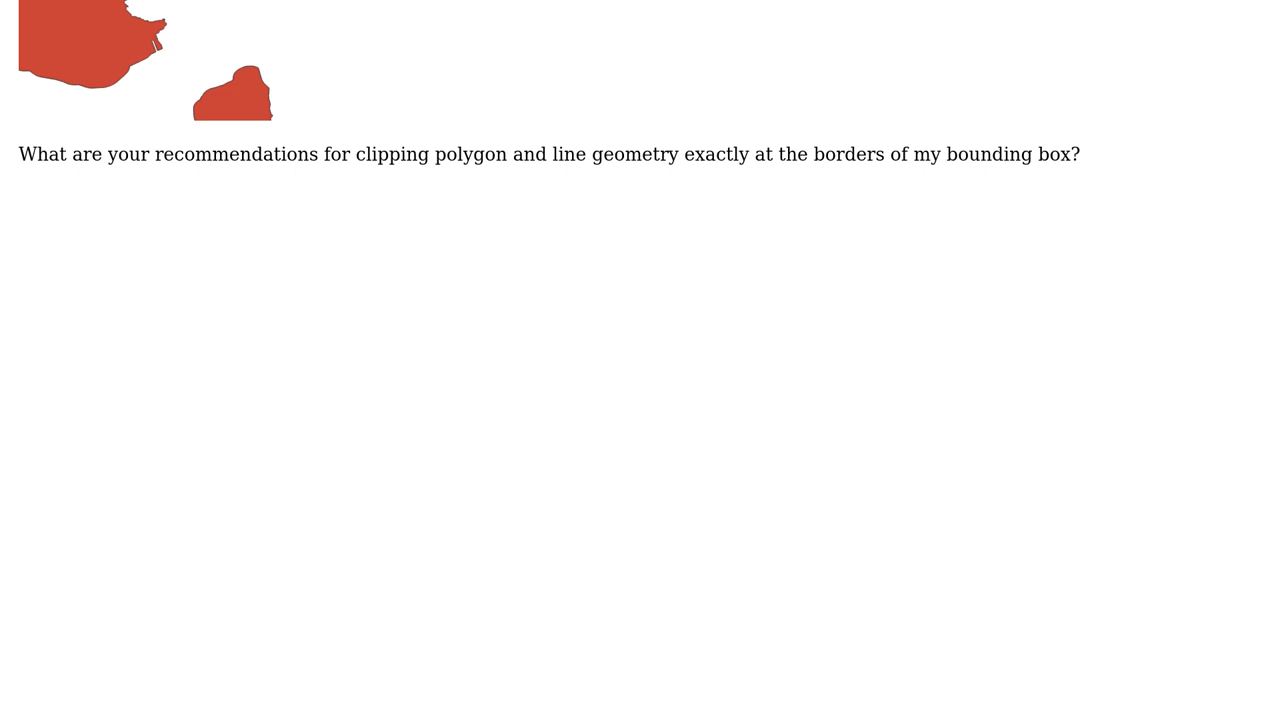 What are your recommendations for clipping polygon and line geometry exactly at the borders of my bounding box?